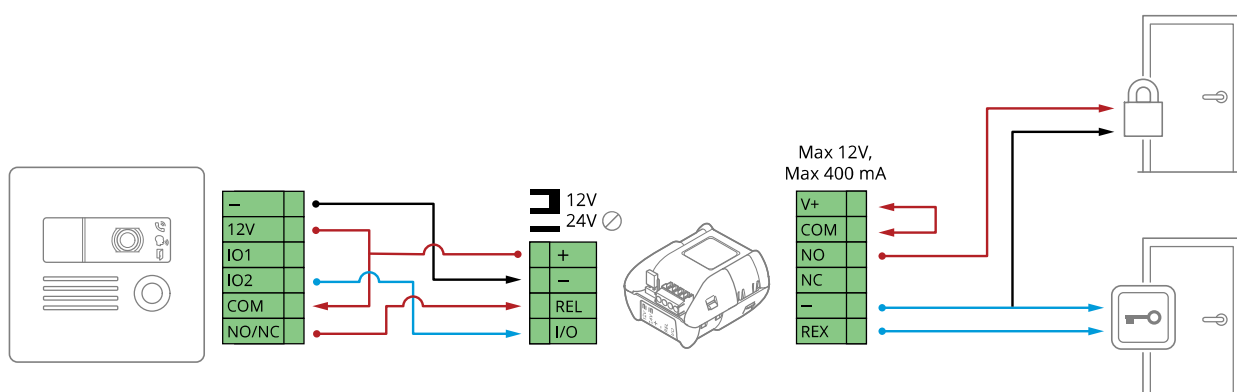 −
12V
IO1
IO2
COM
NO/NC
12V
24V
+
−
REL
I/O
Max 12V,
Max 400 mA
V+
COM
NO
NC
−
REX